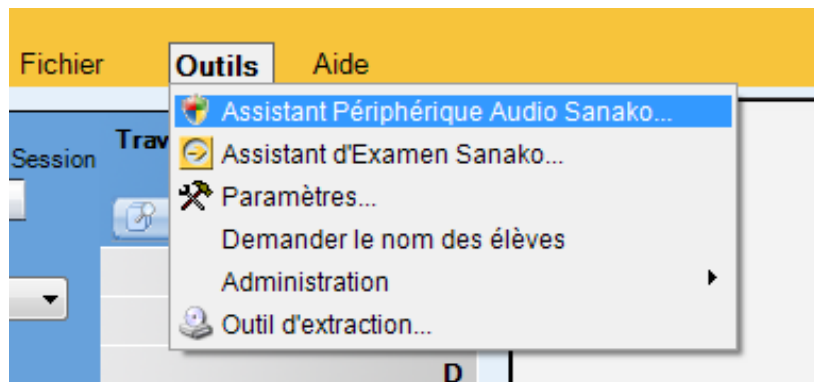 Fichier Outils Aide
Assistant Périphérique Audio Sanako...
Session Trav
Assistant d'Examen Sanako...
Paramètres...
Demander le nom des élèves
Administration
Outil d'extraction...
D